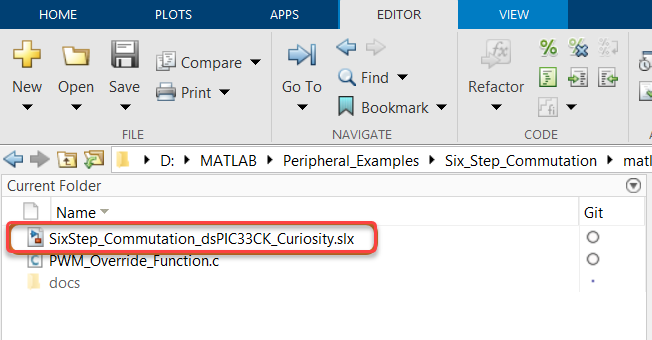 HOME PLOTS APPS EDITOR VIEW
New Open Save Compare Print Go To Find Bookmark Refactor
FILE NAVIGATE CODE
D: MATLAB Peripheral_Examples Six_Step_Commutation matl
Current Folder
Name Git
SixStep_Commutation_dsPIC33CK_Curiosity.slx
PWM_Override_Function.c
docs